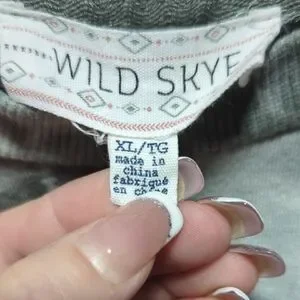 WILD SKYE
XL/TG
made in
china
fabriqué
en chine